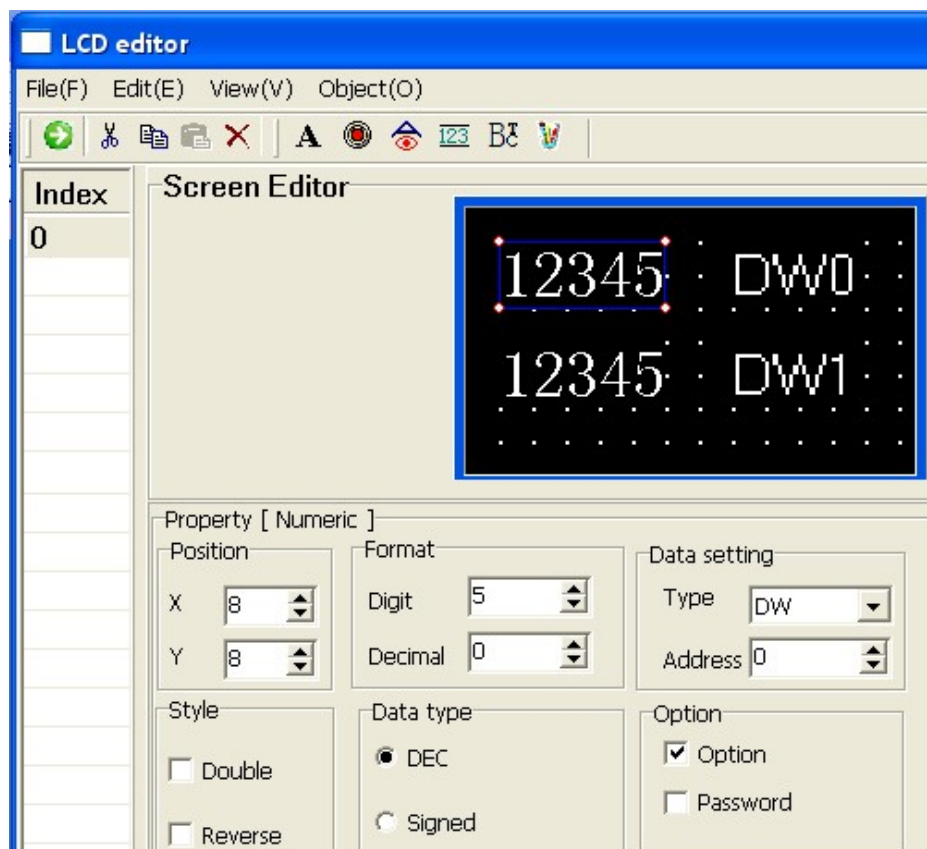 LCD editor
File(F) Edit(E) View(V) Object(O)
A 123
Index
0
Screen Editor
12345 DW0
12345 DW1
Property [ Numeric ]
Position
X 8
Y 8
Format
Digit 5
Decimal 0
Data setting
Type DW
Address 0
Style
Double
Reverse
Data type
DEC
Signed
Option
Option
Password